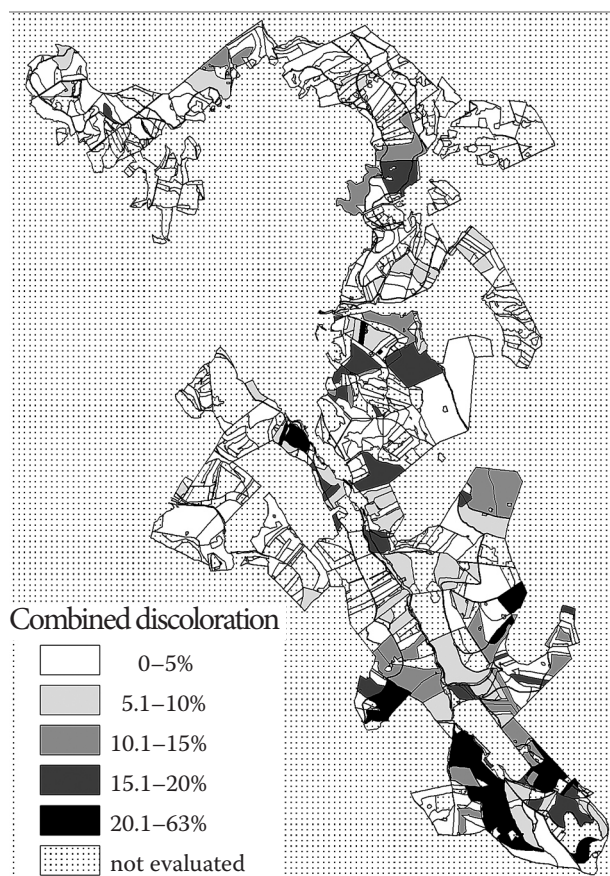 Combined discoloration
0–5%
5.1–10%
10.1–15%
15.1–20%
20.1–63%
not evaluated